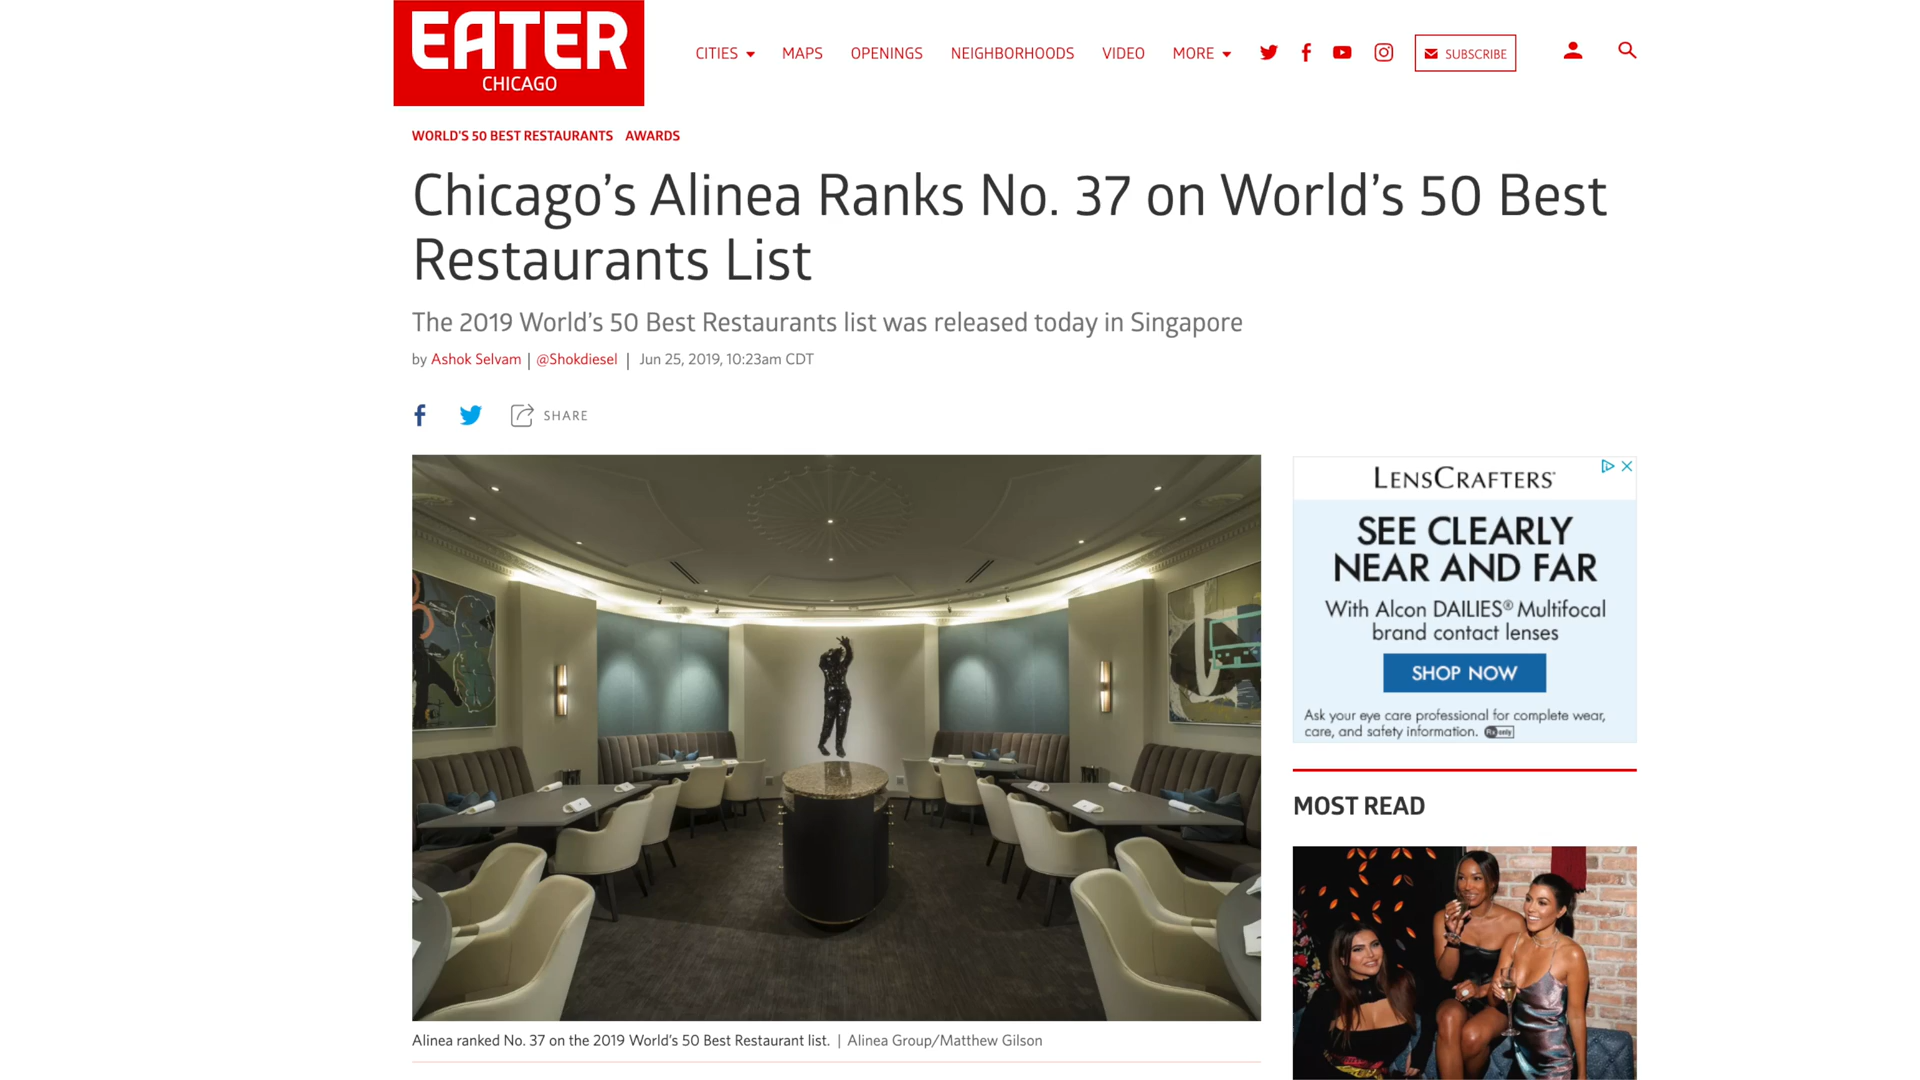 EATER
CHICAGO
CITIES
MAPS
OPENINGS
NEIGHBORHOODS
VIDEO
MORE
SUBSCRIBE
WORLD'S 50 BEST RESTAURANTS AWARDS
Chicago’s Alinea Ranks No. 37 on World’s 50 Best
Restaurants List
The 2019 World’s 50 Best Restaurants list was released today in Singapore
by Ashok Selvam | @Shokdiesel | Jun 25, 2019, 10:23am CDT
SHARE
LENSCRAFTERS
SEE CLEARLY
NEAR AND FAR
With Alcon DAILIES® Multifocal
brand contact lenses
SHOP NOW
Ask your eye care professional for complete wear,
care, and safety information. Rx only
MOST READ
Alinea ranked No. 37 on the 2019 World’s 50 Best Restaurant list. | Alinea Group/Matthew Gilson